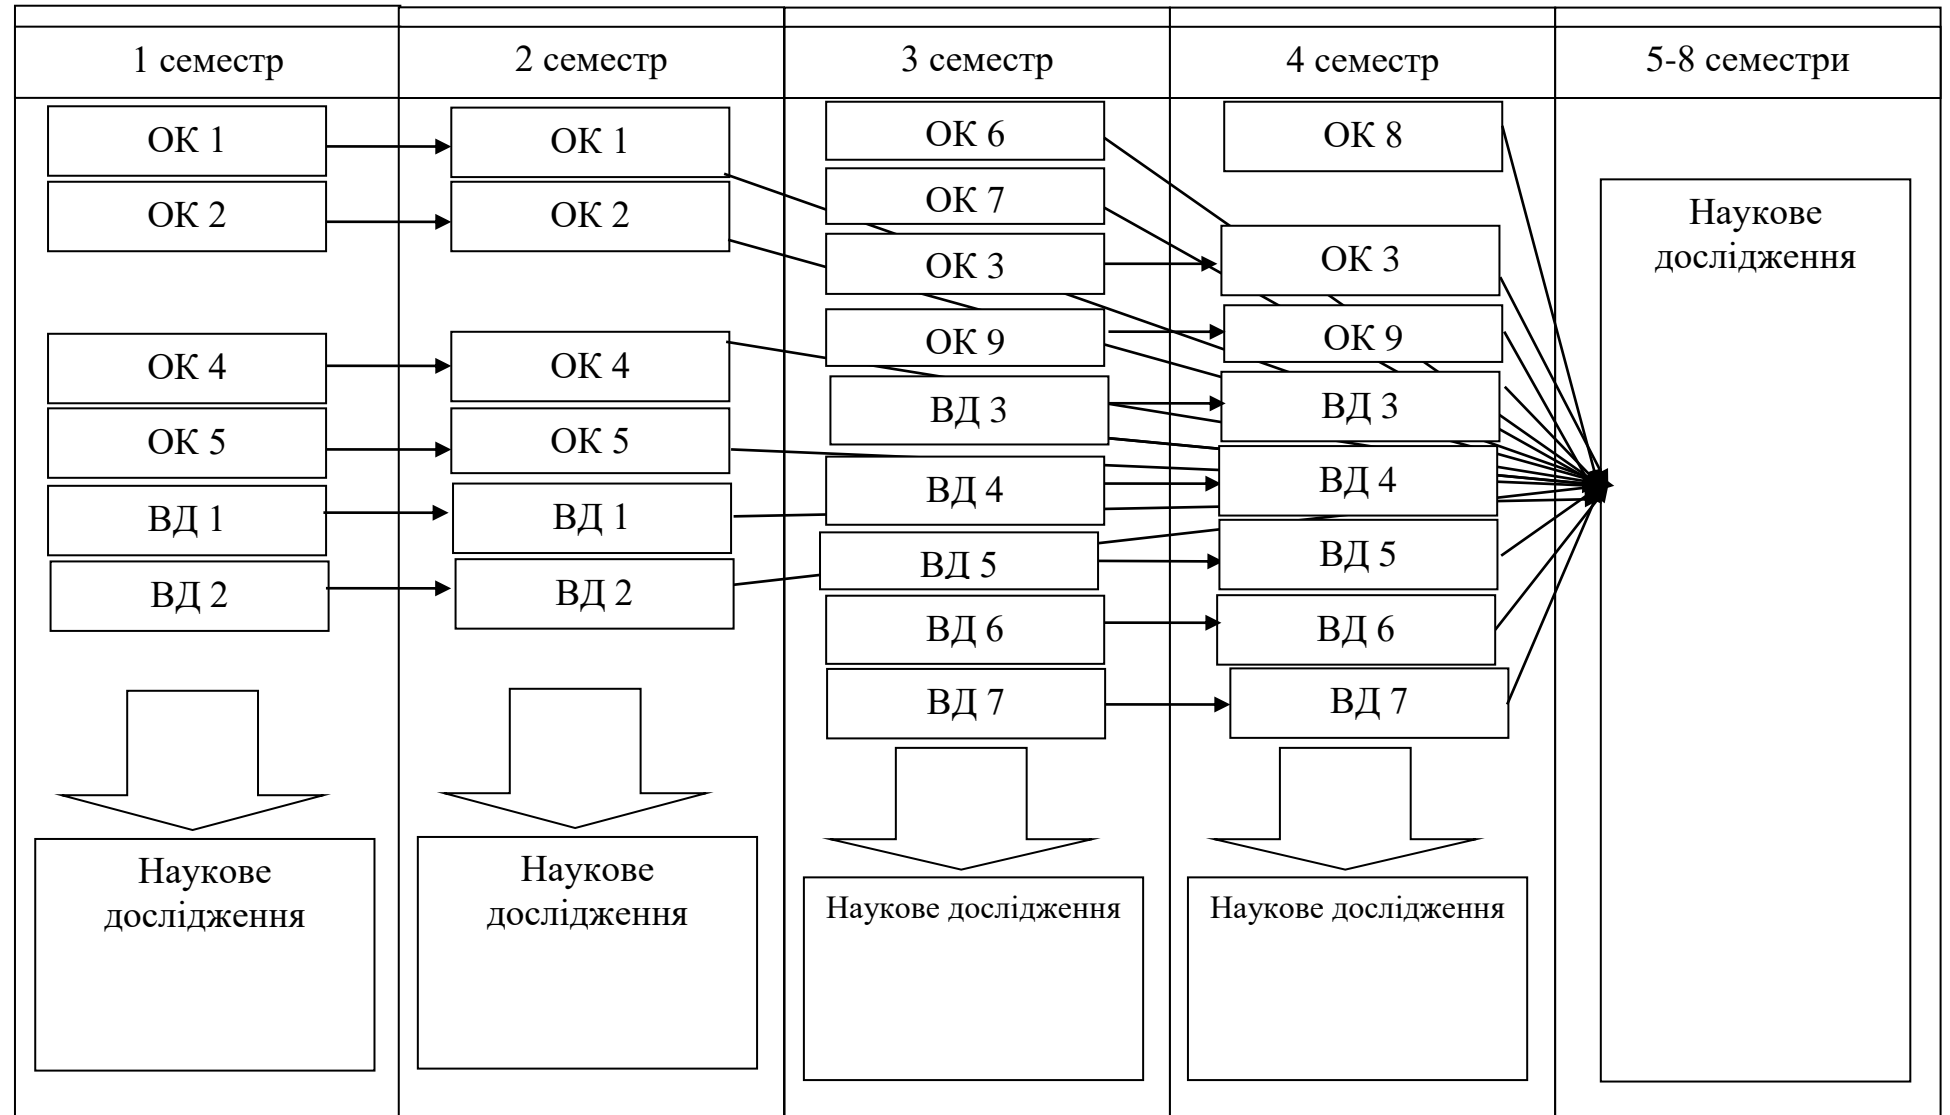 1 семестр
2 семестр
3 семестр
4 семестр
5-8 семестри
ОК 1
ОК 2
ОК 4
ОК 5
ВД 1
ВД 2
Наукове
дослідження
ОК 1
ОК 2
ОК 4
ОК 5
ВД 1
ВД 2
Наукове
дослідження
ОК 6
ОК 7
ОК 3
ОК 9
ВД 3
ВД 4
ВД 5
ВД 6
ВД 7
Наукове дослідження
ОК 8
ОК 3
ОК 9
ВД 3
ВД 4
ВД 5
ВД 6
ВД 7
Наукове дослідження
Наукове
дослідження